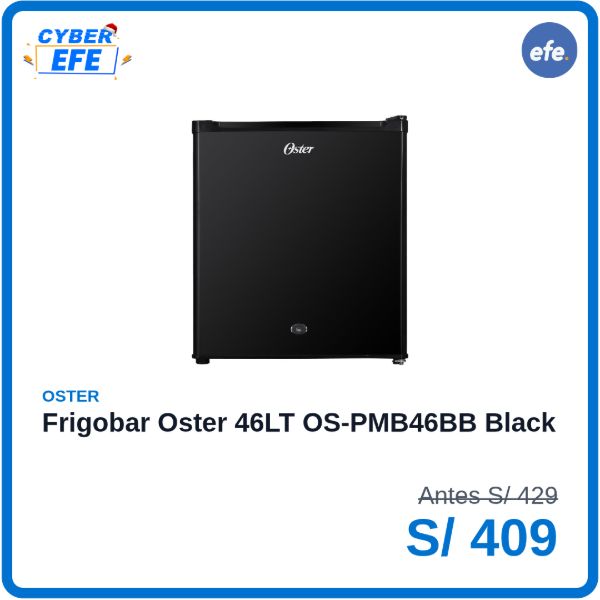 CYBER
EFE
efe.
Oster
OSTER
Frigobar Oster 46LT OS-PMB46BB Black
Antes S/ 429
S/ 409